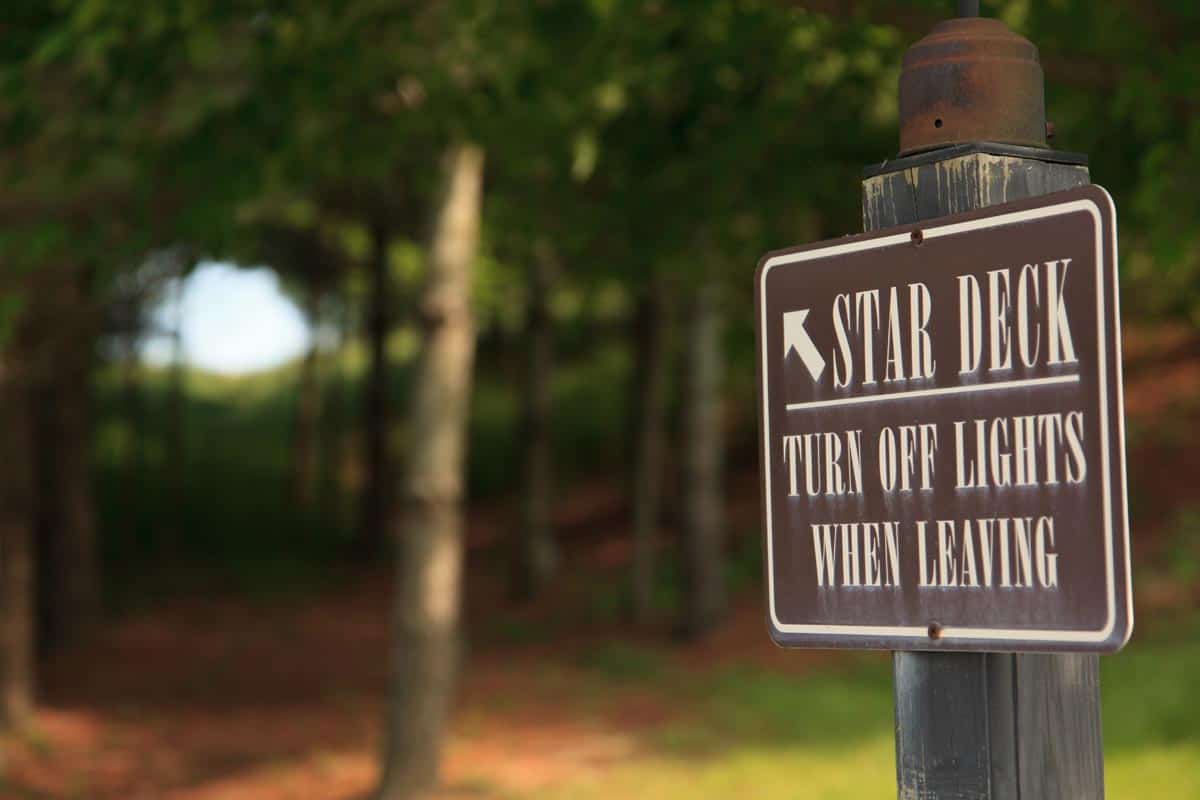 STAR DECK
TURN OFF LIGHTS
WHEN LEAVING